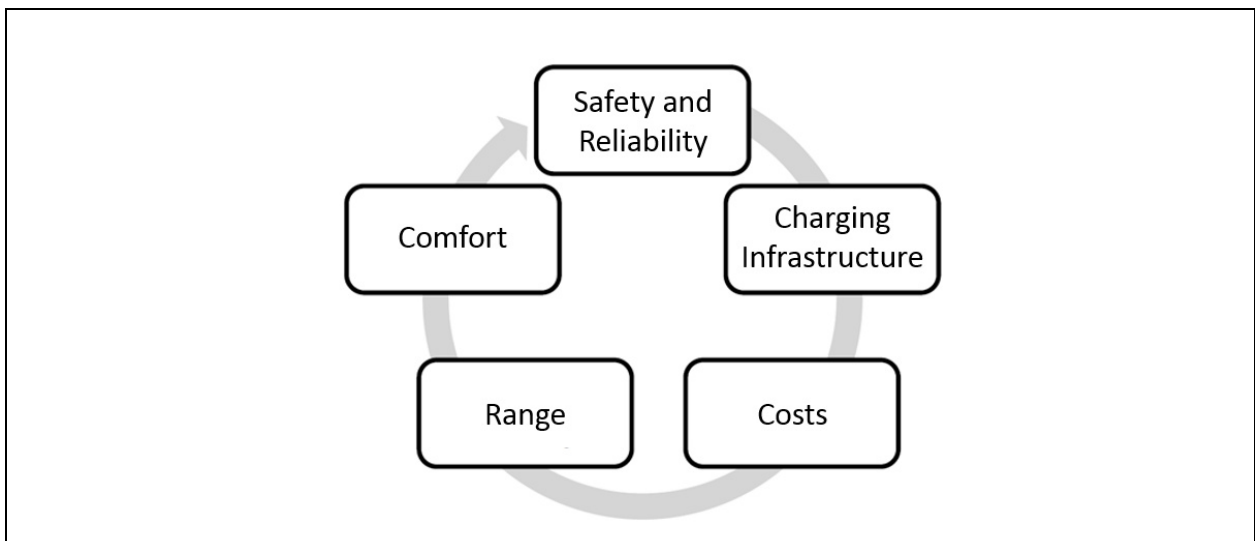 Safety and
Reliability
Charging
Infrastructure
Costs
Range
Comfort